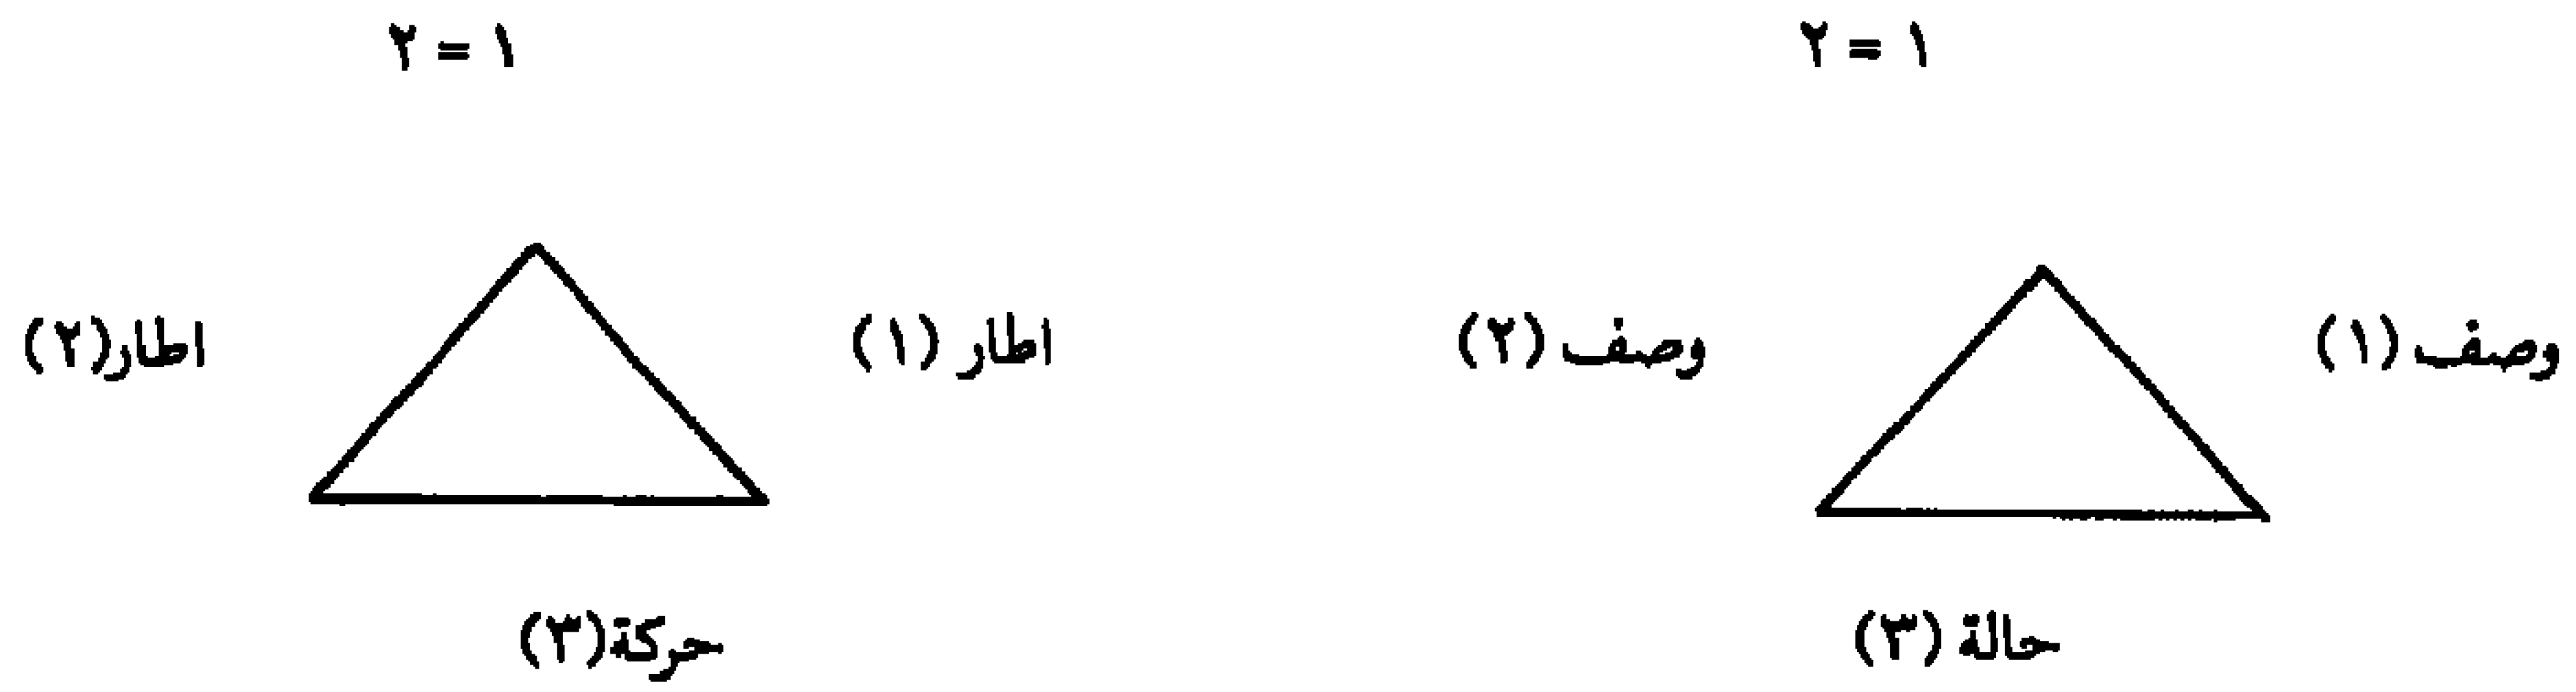 ١ = ٢
١ = ٢
وصف (١)
وصف (٢)
اطار (١)
اطار(٢)
حالة (٣)
حركة(٣)